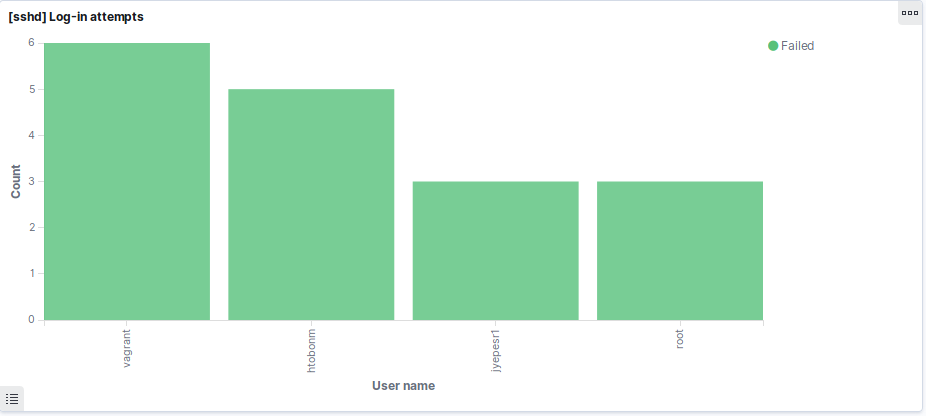 [sshd] Log-in attempts
Failed
6
5
4
3
2
1
0
Count
vagrant
htobonm
jyepesr1
root
User name